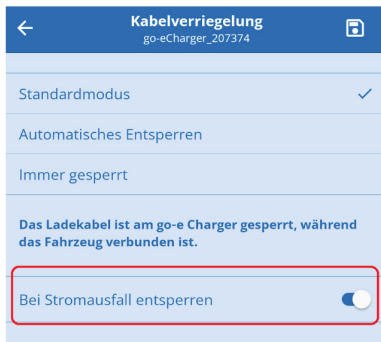 Kabelverriegelung
go-eCharger_207374
Standardmodus
Automatisches Entsperren
Immer gesperrt
Das Ladekabel ist am go-e Charger gesperrt, während
das Fahrzeug verbunden ist.
Bei Stromausfall entsperren